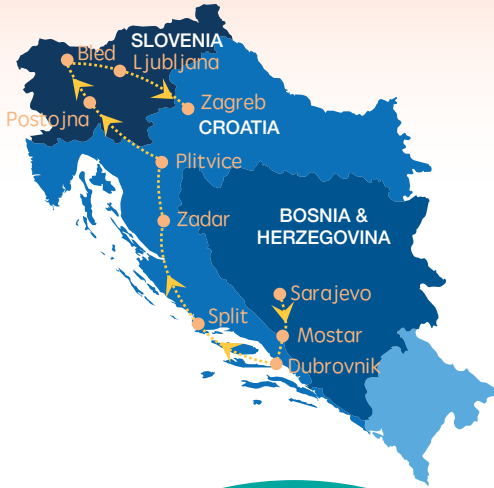 SLOVENIA
Bled
Ljubljana
Zagreb
Postojna
CROATIA
Plitvice
Zadar
BOSNIA &
HERZEGOVINA
Sarajevo
Split
Mostar
Dubrovnik